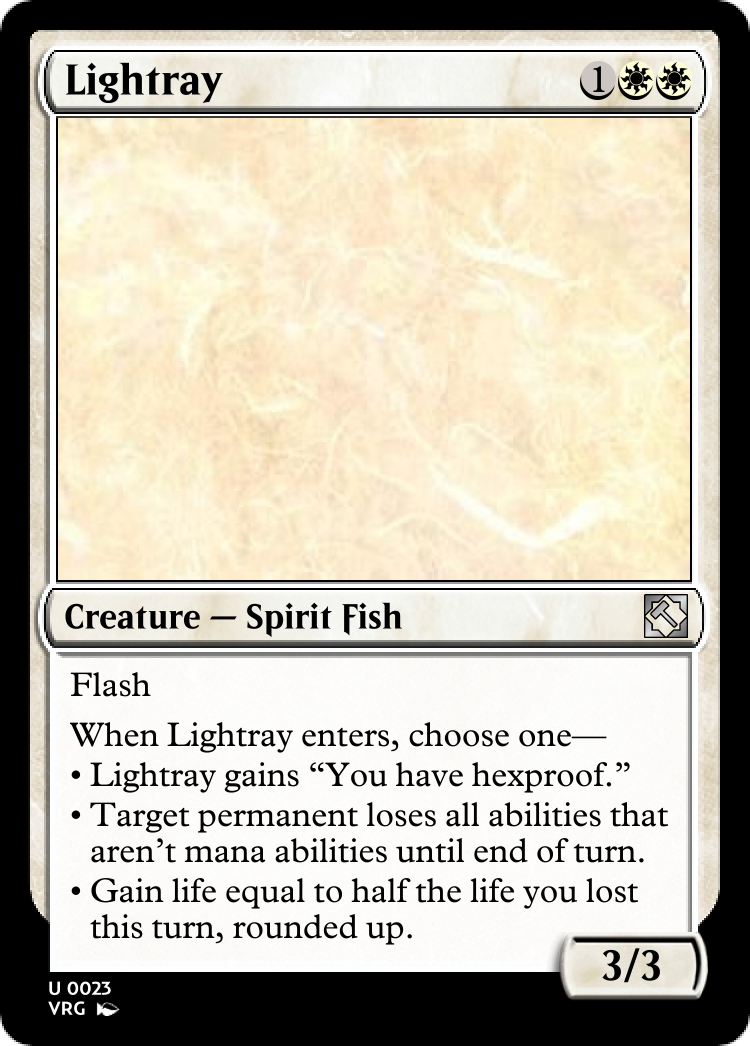 Lightray 1
Creature — Spirit Fish
Flash
When Lightray enters, choose one—
• Lightray gains “You have hexproof.”
• Target permanent loses all abilities that
aren’t mana abilities until end of turn.
• Gain life equal to half the life you lost
this turn, rounded up.
3/3
U 0023
VRG